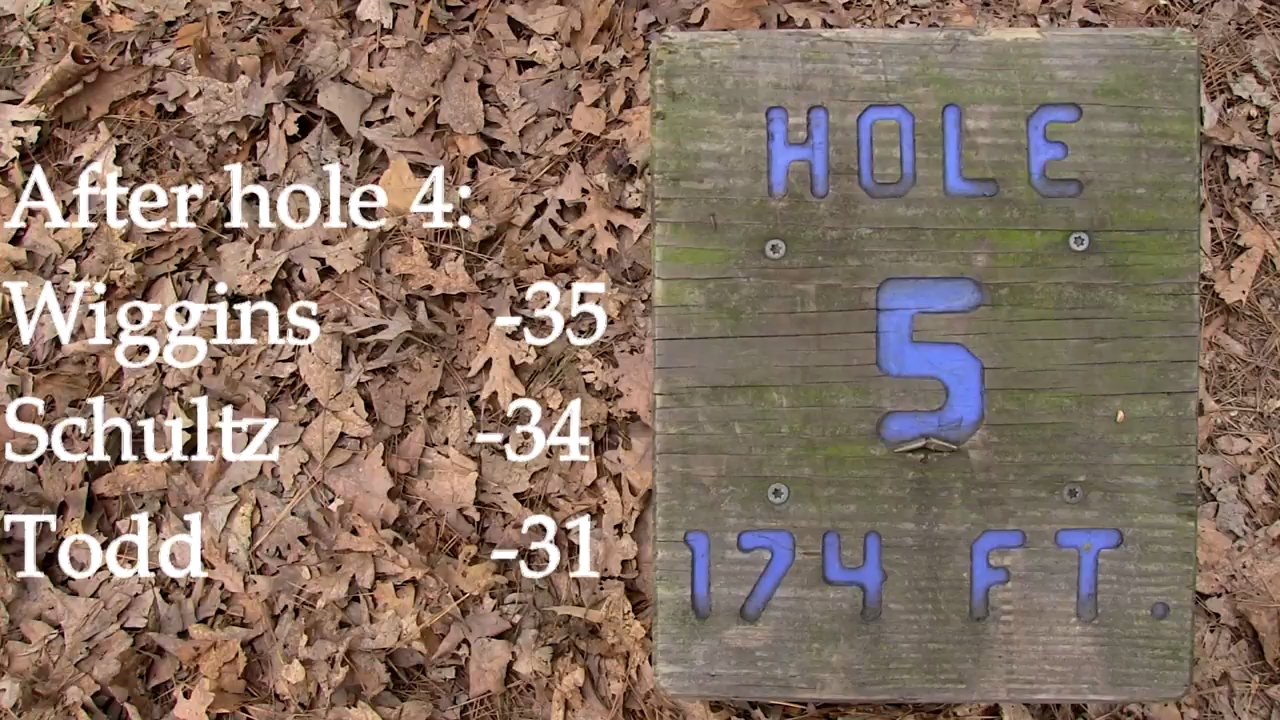 After hole 4:
Wiggins -35
Schultz -34
Todd -31
HOLE
5
174 FT.